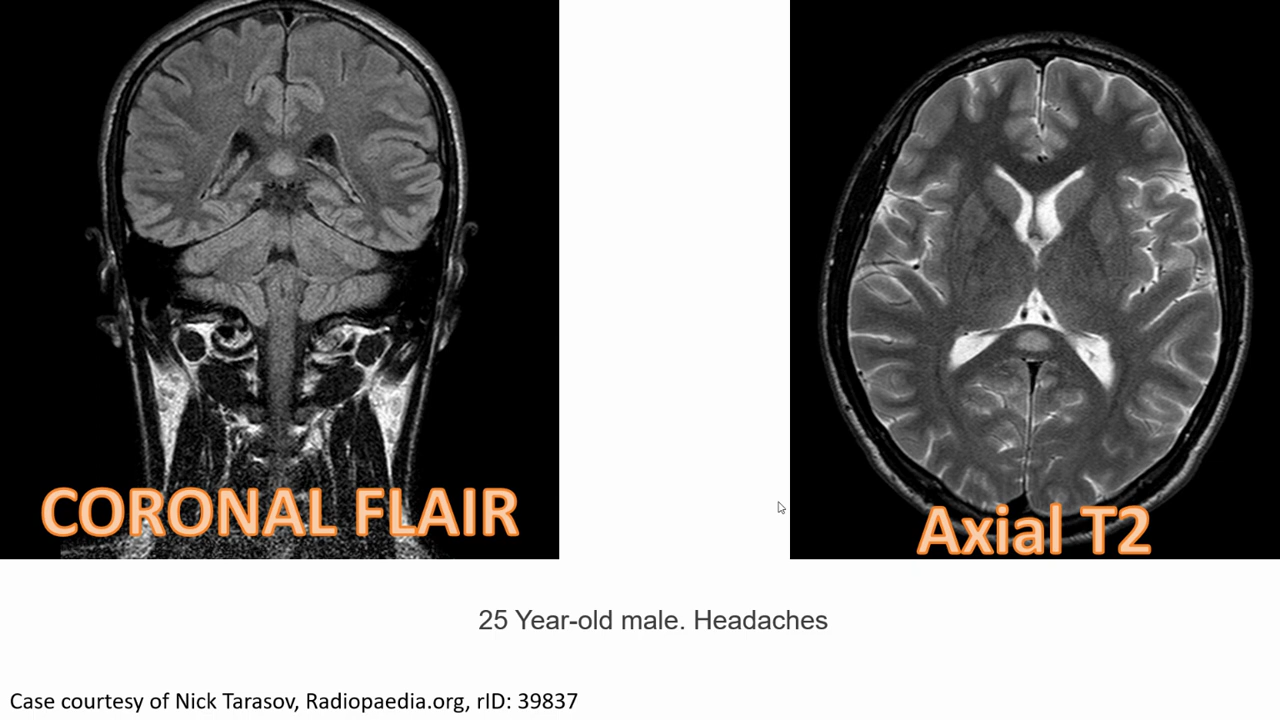 CORONAL FLAIR
Axial T2
25 Year-old male. Headaches
Case courtesy of Nick Tarasov, Radiopaedia.org, rID: 39837